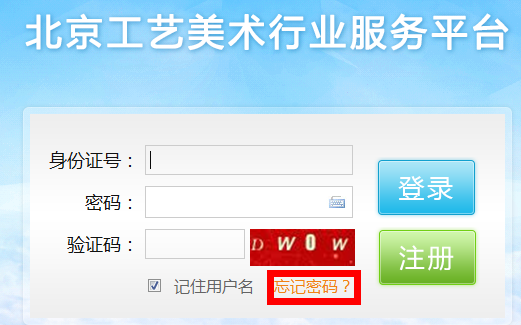 北京工艺美术行业服务平台
身份证号：
登录
密码：
验证码： D W O W
注册
记住用户名 忘记密码？